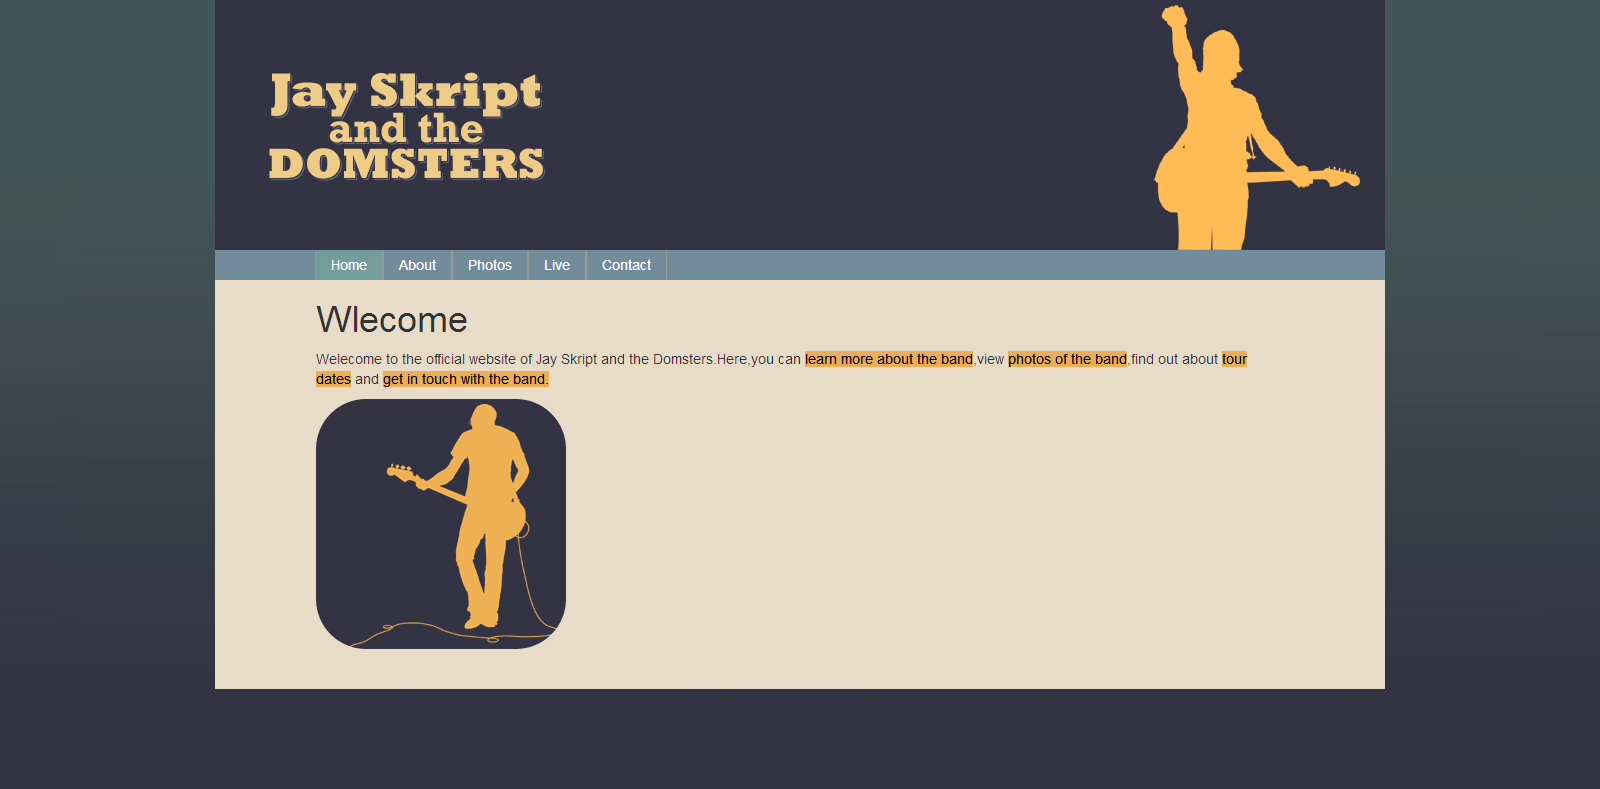 Jay Skript
and the
DOMSTERS
Home About Photos Live Contact
Wlecome
Welecome to the official website of Jay Skript and the Domsters.Here,you can learn more about the band,view photos of the band,find out about tour
dates and get in touch with the band.